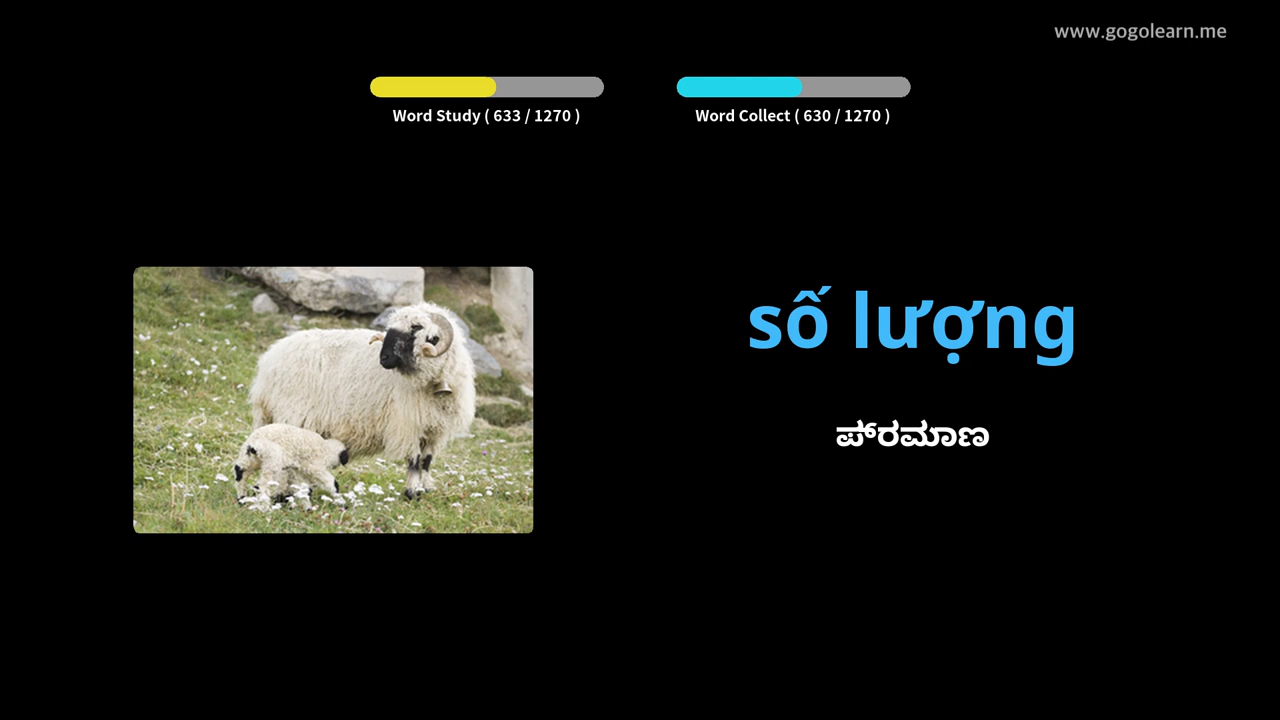 www.gogolearn.me
Word Study ( 633 / 1270 )
Word Collect ( 630 / 1270 )
số lượng
ಪ್ರಮಾಣ